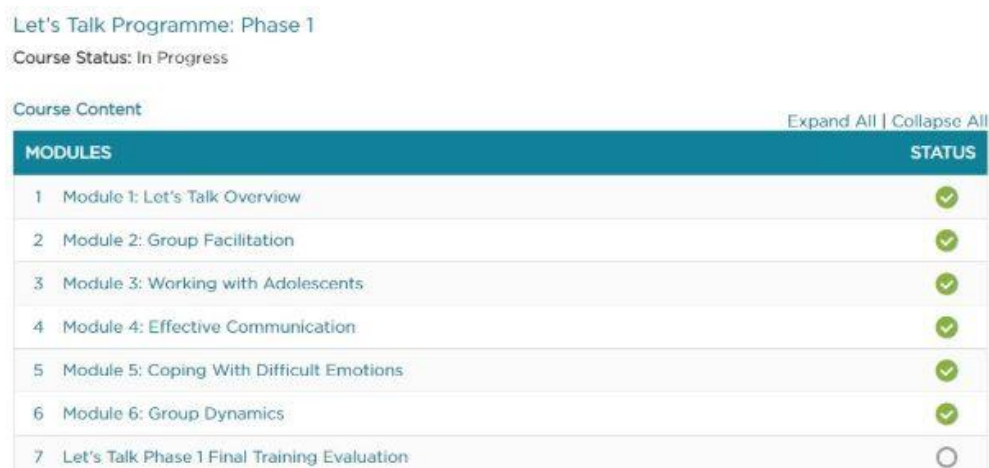 Let's Talk Programme: Phase 1
Course Status: In Progress
Course Content
Expand All | Collapse All
MODULES STATUS
1 Module 1: Let's Talk Overview
2 Module 2: Group Facilitation
3 Module 3: Working with Adolescents
4 Module 4: Effective Communication
5 Module 5: Coping With Difficult Emotions
6 Module 6: Group Dynamics
7 Let's Talk Phase 1 Final Training Evaluation